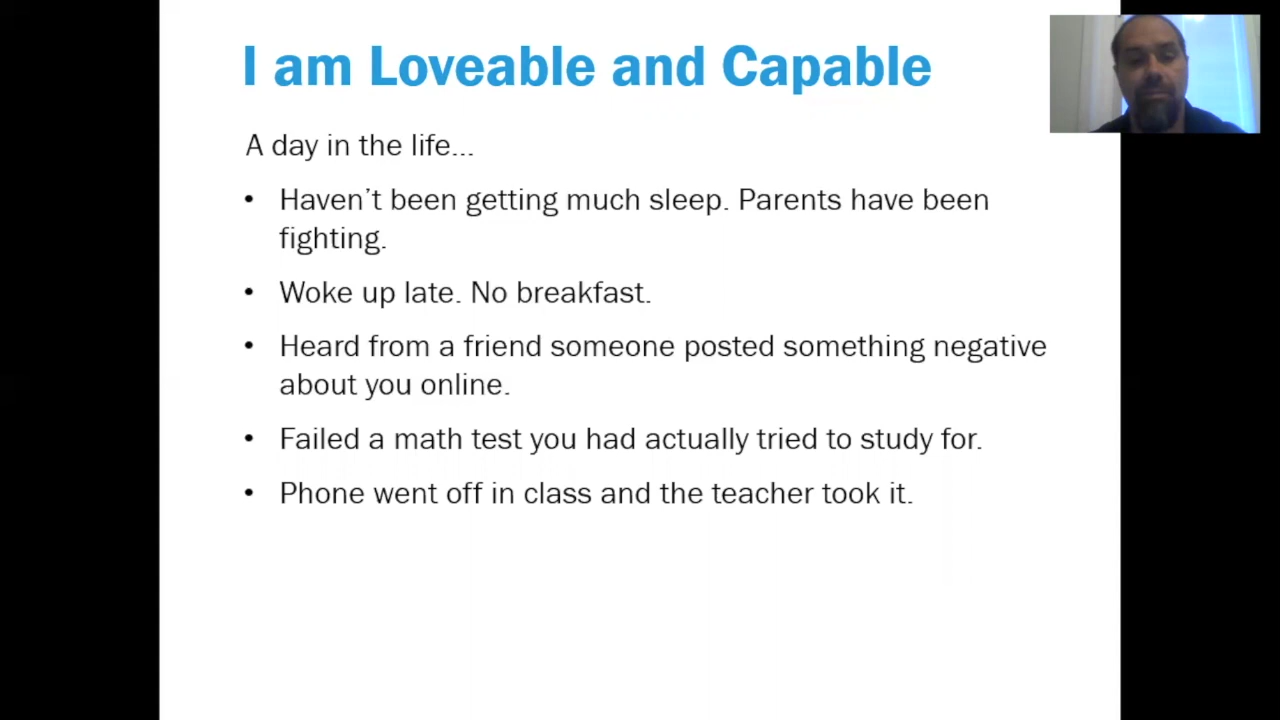 I am Loveable and Capable
A day in the life...
• Haven't been getting much sleep. Parents have been
fighting.
• Woke up late. No breakfast.
• Heard from a friend someone posted something negative
about you online.
• Failed a math test you had actually tried to study for.
• Phone went off in class and the teacher took it.